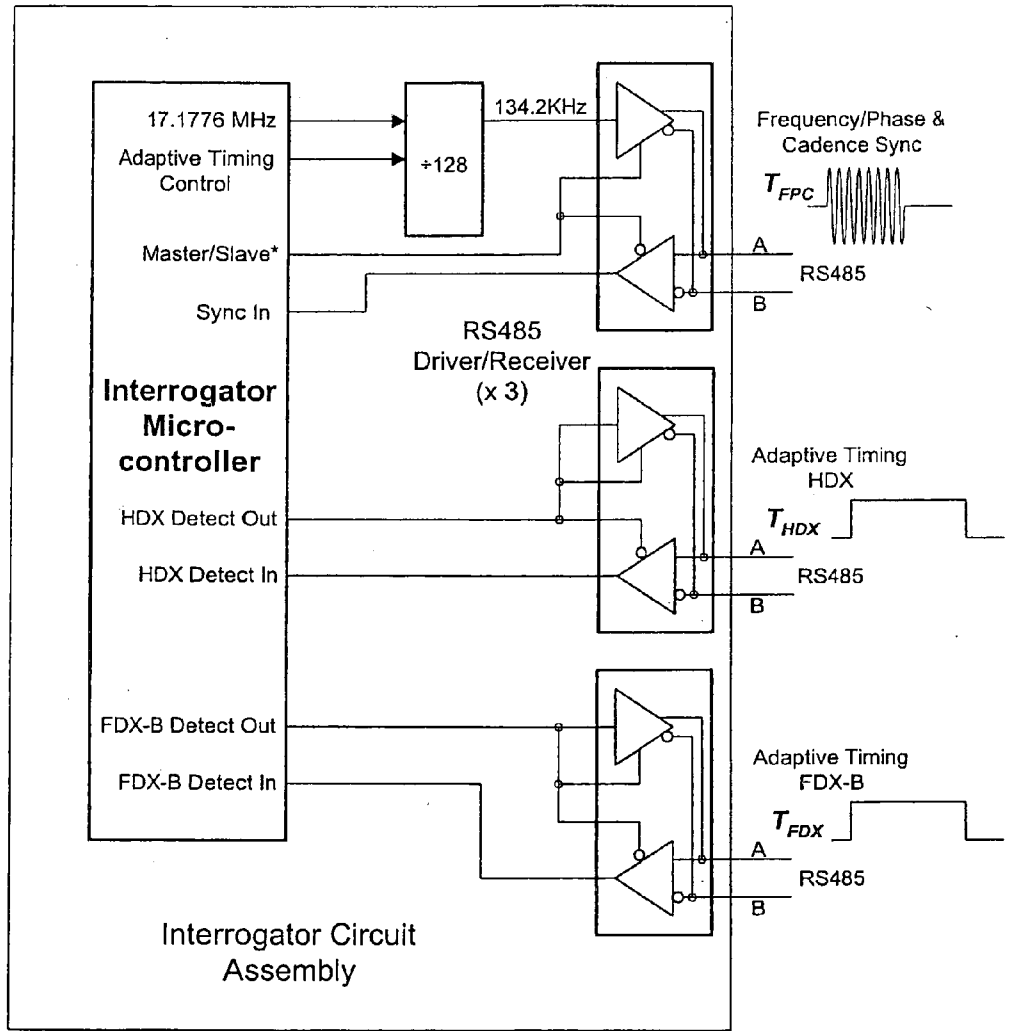 17.1776 MHz
Adaptive Timing
Control
Master/Slave*
Sync In
Interrogator
Micro-
controller
HDX Detect Out
HDX Detect In
FDX-B Detect Out
FDX-B Detect In
÷128
134.2KHz
RS485
Driver/Receiver
(x 3)
Frequency/Phase &
Cadence Sync
T_FPC
A
RS485
B
Adaptive Timing
HDX
T_HDX
A
RS485
B
Adaptive Timing
FDX-B
T_FDX
A
RS485
B
Interrogator Circuit
Assembly